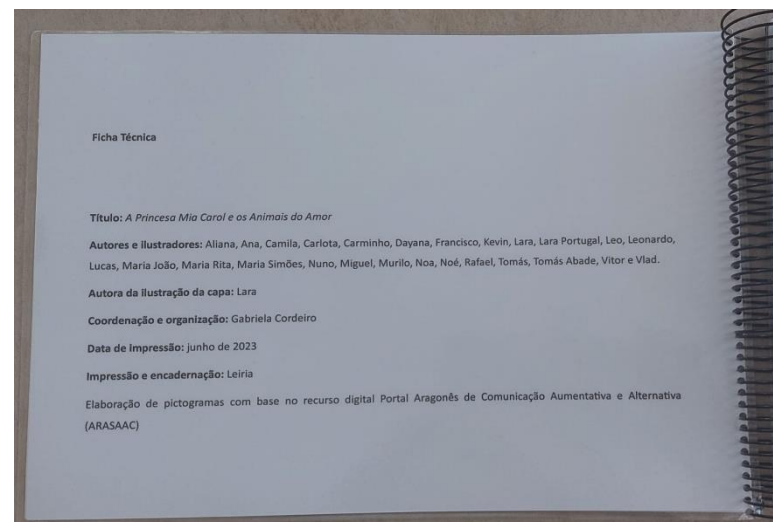 Ficha Técnica
Título: A Princesa Mia Carol e os Animais do Amor
Autores e ilustradores: Aliana, Ana, Camila, Carlota, Carminho, Dayana, Francisco, Kevin, Lara, Lara Portugal, Leo, Leonardo,
Lucas, Maria João, Maria Rita, Maria Simões, Nuno, Miguel, Murilo, Noa, Noé, Rafael, Tomás, Tomás Abade, Vitor e Vlad.
Autora da ilustração da capa: Lara
Coordenação e organização: Gabriela Cordeiro
Data de impressão: junho de 2023
Impressão e encadernação: Leiria
Elaboração de pictogramas com base no recurso digital Portal Aragonês de Comunicação Aumentativa e Alternativa
(ARASAAC)